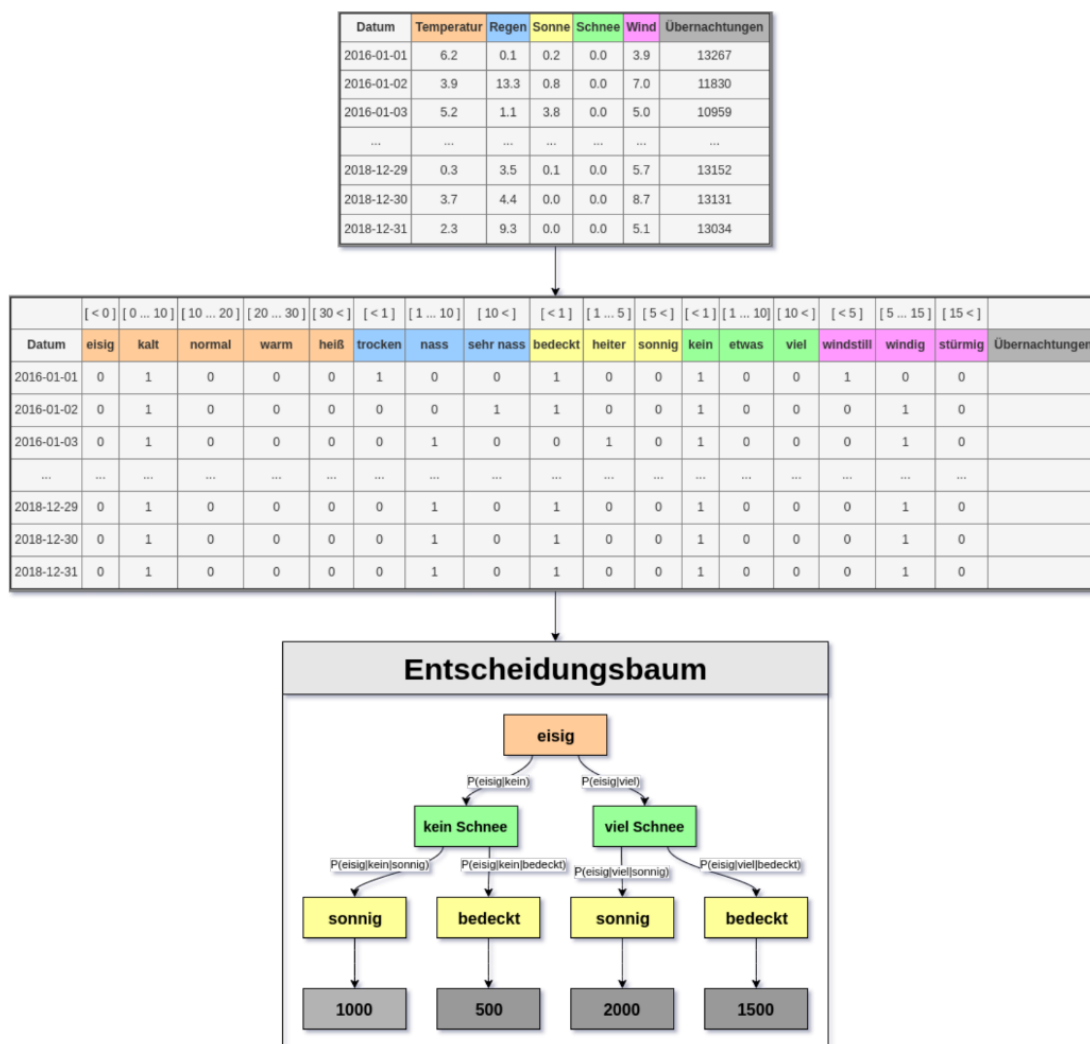 Datum Temperatur Regen Sonne Schnee Wind Übernachtungen
2016-01-01 6.2 0.1 0.2 0.0 3.9 13267
2016-01-02 3.9 13.3 0.8 0.0 7.0 11830
2016-01-03 5.2 1.1 3.8 0.0 5.0 10959
... ... ... ... ... ... ...
2018-12-29 0.3 3.5 0.1 0.0 5.7 13152
2018-12-30 3.7 4.4 0.0 0.0 8.7 13131
2018-12-31 2.3 9.3 0.0 0.0 5.1 13034
[ < 0 ] [ 0 ... 10 ] [ 10 ... 20 ] [ 20 ... 30 ] [ 30 < ] [ < 1 ] [ 1 ... 10 ] [ 10 < ] [ < 1 ] [ 1 ... 5 ] [ 5 < ] [ < 1 ] [ 1 ... 10] [ 10 < ] [ < 5 ] [ 5 ... 15 ] [ 15 < ]
Datum eisig kalt normal warm heiß trocken nass sehr nass bedeckt heiter sonnig kein etwas viel windstill windig stürmig Übernachtungen
2016-01-01 0 1 0 0 0 1 0 0 1 0 0 1 0 0 1 0 0
2016-01-02 0 1 0 0 0 0 0 1 1 0 0 1 0 0 0 1 0
2016-01-03 0 1 0 0 0 0 1 0 0 1 0 1 0 0 0 1 0
... ... ... ... ... ... ... ... ... ... ... ... ... ... ... ... ... ...
2018-12-29 0 1 0 0 0 0 1 0 1 0 0 1 0 0 0 1 0
2018-12-30 0 1 0 0 0 0 1 0 1 0 0 1 0 0 0 1 0
2018-12-31 0 1 0 0 0 0 1 0 1 0 0 1 0 0 0 1 0
Entscheidungsbaum
eisig
P(eisig|kein) P(eisig|viel)
kein Schnee viel Schnee
P(eisig|kein|sonnig) P(eisig|kein|bedeckt) P(eisig|viel|sonnig) P(eisig|viel|bedeckt)
sonnig bedeckt sonnig bedeckt
1000 500 2000 1500